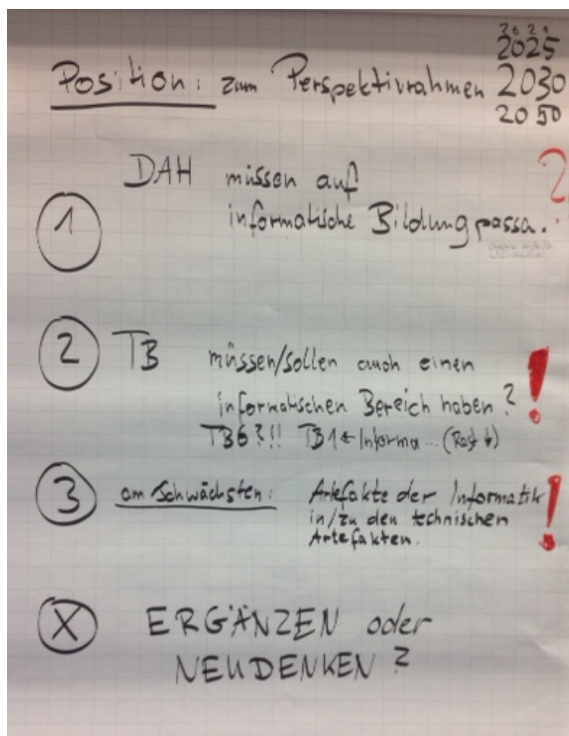 2020
2025
Position: zum Perspektivrahmen 2030
2050
DAH müssen auf ?
① informatische Bildung passa.
② TB müssen/sollen auch einen !
informatischen Bereich haben?
TB6?!! TB1 ← Informa... (Rest ↓)
③ am Schwächsten: Artefakte der Informatik !
in/zu den technischen
Artefakten.
Ⓧ ERGÄNZEN oder
NEUDENKEN?